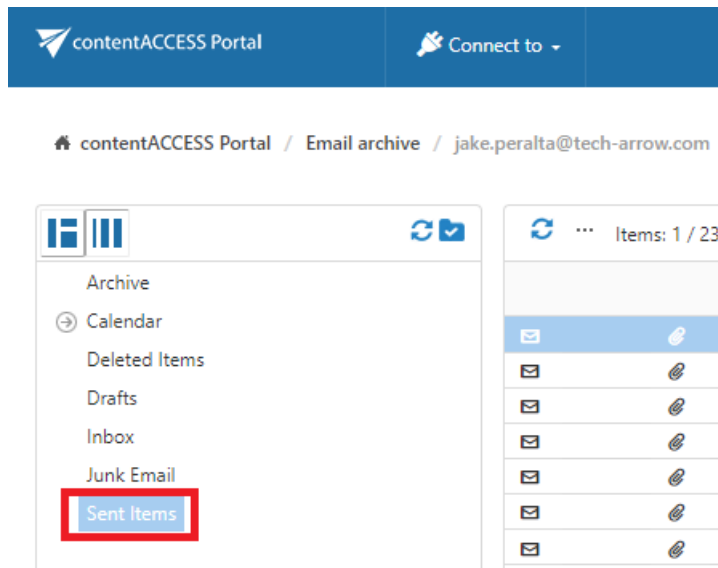 contentACCESS Portal
Connect to
contentACCESS Portal / Email archive / jake.peralta@tech-arrow.com
... Items: 1 / 23
Archive
Calendar
Deleted Items
Drafts
Inbox
Junk Email
Sent Items